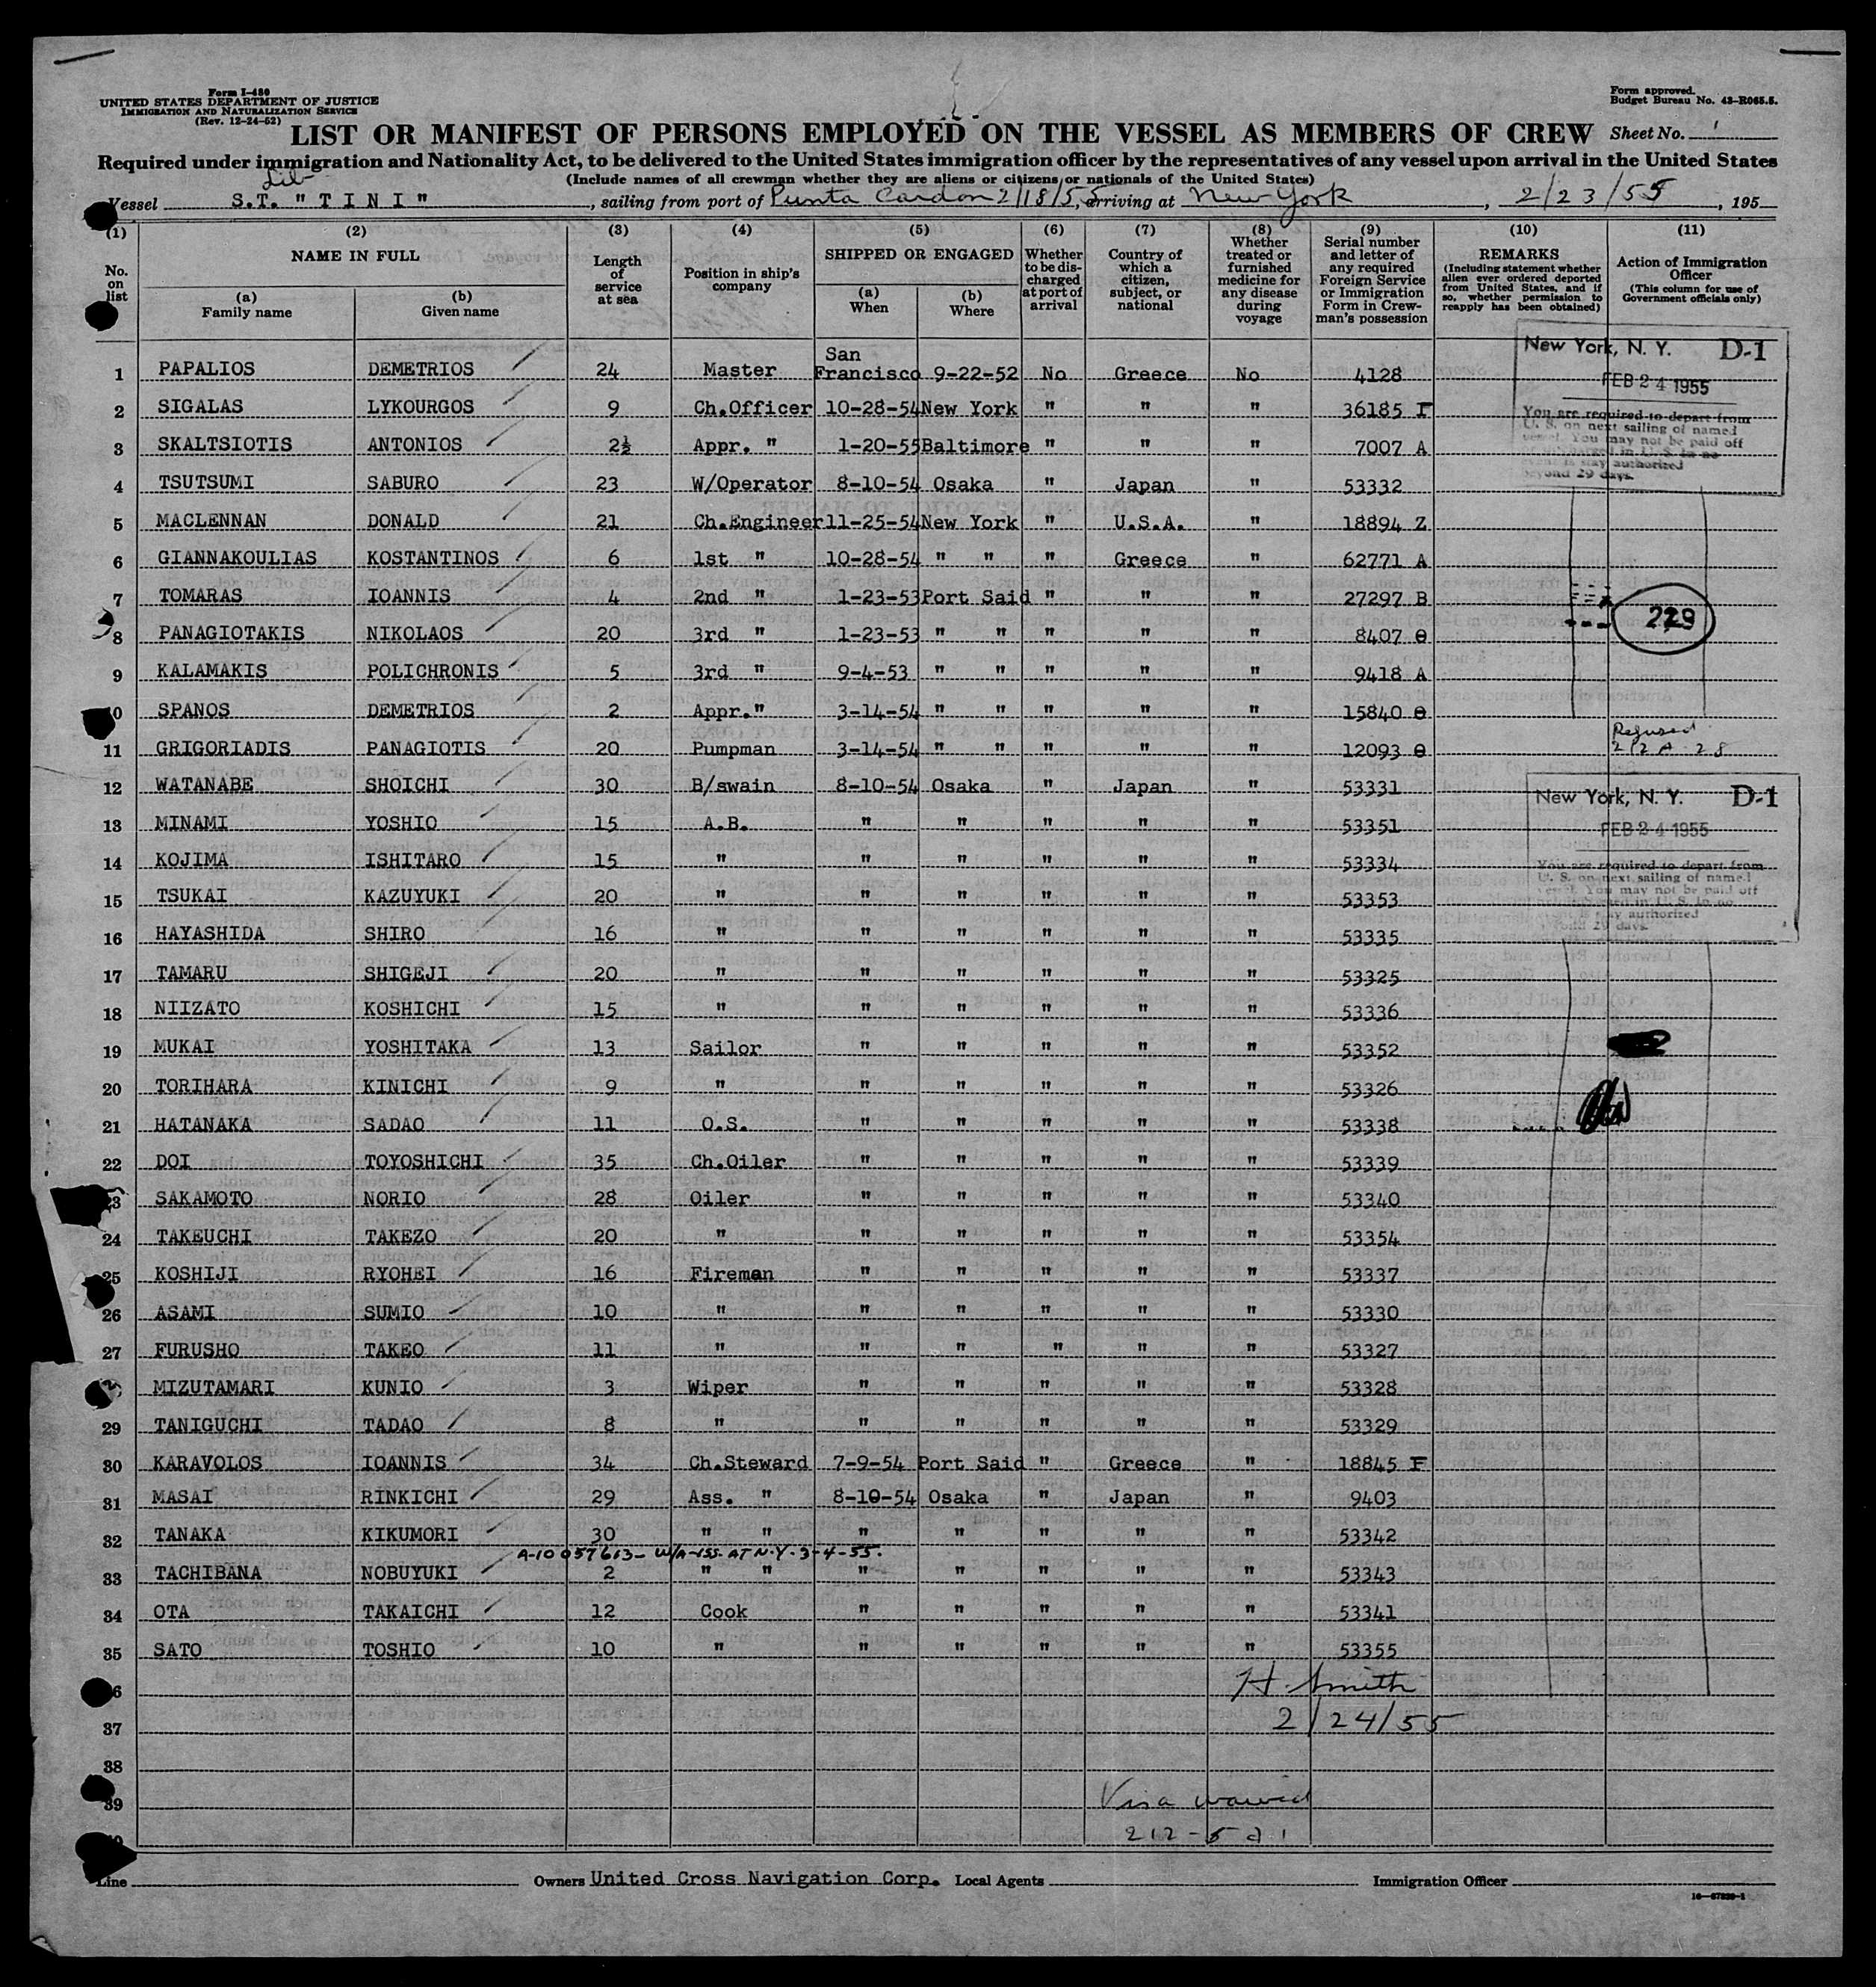 Form I-480
UNITED STATES DEPARTMENT OF JUSTICE
IMMIGRATION AND NATURALIZATION SERVICE
(Rev. 12-24-52)
Form approved.
Budget Bureau No. 43-R065.5.
LIST OR MANIFEST OF PERSONS EMPLOYED ON THE VESSEL AS MEMBERS OF CREW Sheet No. 1
Required under immigration and Nationality Act, to be delivered to the United States immigration officer by the representatives of any vessel upon arrival in the United States
(Include names of all crewman whether they are aliens or citizens or nationals of the United States)
Lib
Vessel S.T. "TINI", sailing from port of Punta Cardon 2/18/55, arriving at New York, 2/23/55, 195
(1) No. on list
(2) NAME IN FULL
(a) Family name
(b) Given name
(3) Length of service at sea
(4) Position in ship's company
(5) SHIPPED OR ENGAGED
(a) When
(b) Where
(6) Whether to be discharged at port of arrival
(7) Country of which a citizen, subject, or national
(8) Whether treated or furnished medicine for any disease during voyage
(9) Serial number and letter of any required Foreign Service or Immigration Form in Crewman's possession
(10) REMARKS (Including statement whether alien ever ordered deported from United States, and if so, whether permission to reapply has been obtained)
(11) Action of Immigration Officer (This column for use of Government officials only)
1 PAPALIOS DEMETRIOS 24 Master San Francisco 9-22-52 No Greece No 4128
2 SIGALAS LYKOURGOS 9 Ch.Officer 10-28-54 New York " " " 36185 I
3 SKALTSIOTIS ANTONIOS 2½ Appr. " 1-20-55 Baltimore " " " 7007 A
4 TSUTSUMI SABURO 23 W/Operator 8-10-54 Osaka " Japan " 53332
5 MACLENNAN DONALD 21 Ch.Engineer 11-25-54 New York " U.S.A. " 18894 Z
6 GIANNAKOULIAS KOSTANTINOS 6 1st " 10-28-54 " " " Greece " 62771 A
7 TOMARAS IOANNIS 4 2nd " 1-23-53 Port Said " " " 27297 B
8 PANAGIOTAKIS NIKOLAOS 20 3rd " 1-23-53 " " " " " 8407 θ
9 KALAMAKIS POLICHRONIS 5 3rd " 9-4-53 " " " " " 9418 A
10 SPANOS DEMETRIOS 2 Appr." 3-14-54 " " " " " 15840 θ
11 GRIGORIADIS PANAGIOTIS 20 Pumpman 3-14-54 " " " " " 12093 θ
12 WATANABE SHOICHI 30 B/swain 8-10-54 Osaka " Japan " 53331
13 MINAMI YOSHIO 15 A.B. " " " " " 53351
14 KOJIMA ISHITARO 15 " " " " " " 53334
15 TSUKAI KAZUYUKI 20 " " " " " " 53353
16 HAYASHIDA SHIRO 16 " " " " " " 53335
17 TAMARU SHIGEJI 20 " " " " " " 53325
18 NIIZATO KOSHICHI 15 " " " " " " 53336
19 MUKAI YOSHITAKA 13 Sailor " " " " " 53352
20 TORIHARA KINICHI 9 " " " " " " 53326
21 HATANAKA SADAO 11 O.S. " " " " " 53338
22 DOI TOYOSHICHI 35 Ch.Oiler " " " " " 53339
23 SAKAMOTO NORIO 28 Oiler " " " " " 53340
24 TAKEUCHI TAKEZO 20 " " " " " " 53354
25 KOSHIJI RYOHEI 16 Fireman " " " " " 53337
26 ASAMI SUMIO 10 " " " " " " 53330
27 FURUSHO TAKEO 11 " " " " " " 53327
MIZUTAMARI KUNIO 3 Wiper " " " " " 53328
29 TANIGUCHI TADAO 8 " " " " " " 53329
30 KARAVOLOS IOANNIS 34 Ch.Steward 7-9-54 Port Said " Greece " 18845 F
31 MASAI RINKICHI 29 Ass. " 8-10-54 Osaka " Japan " 9403
32 TANAKA KIKUMORI 30 " " " " " " " 53342
A-10 057613- W/A-ISS. AT N.Y. 3-4-55.
33 TACHIBANA NOBUYUKI 2 " " " " " " " 53343
34 OTA TAKAICHI 12 Cook " " " " " 53341
35 SATO TOSHIO 10 " " " " " " 53355
36
37
38
39
New York, N. Y. D-1
FEB 24 1955
You are required to depart from
U. S. on next sailing of named
vessel. You may not be paid off
or discharged in U. S. In no
event is stay authorized
beyond 29 days.
229
Refused
212A-28
New York, N. Y. D-1
FEB 24 1955
You are required to depart from
U. S. on next sailing of named
vessel. You may not be paid off
or discharged in U. S. In no
event is stay authorized
beyond 29 days.
H. Smith
2/24/55
Visa waived
212-5 d 1
Line Owners United Cross Navigation Corp. Local Agents Immigration Officer